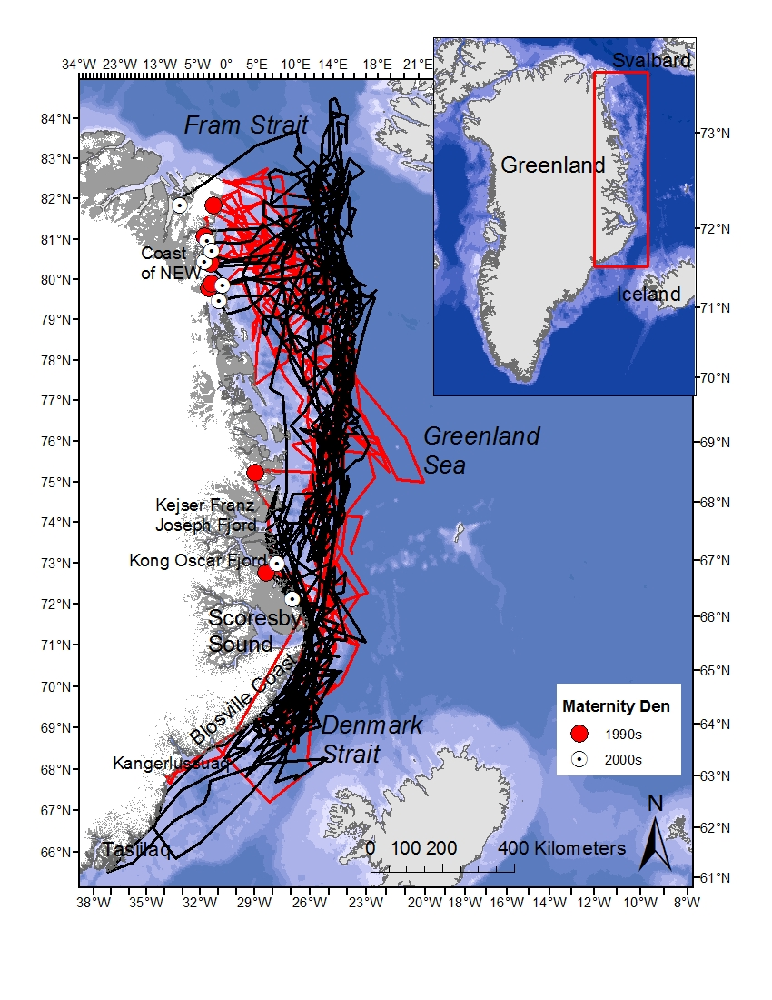 34°W 23°W 13°W 5°W 0° 5°E 10°E 14°E 18°E 21°E
Svalbard
Greenland
Iceland
84°N
83°N
82°N
81°N
80°N
79°N
78°N
77°N
76°N
75°N
74°N
73°N
72°N
71°N
70°N
69°N
68°N
67°N
66°N
Fram Strait
Coast
of NEW
Greenland
Sea
Kejser Franz
Joseph Fjord
Kong Oscar Fjord
Scoresby
Sound
Blosville Coast
Denmark
Strait
Kangerlussuaq
Tasiilaq
73°N
72°N
71°N
70°N
69°N
68°N
67°N
66°N
65°N
64°N
63°N
62°N
61°N
Maternity Den
1990s
2000s
N
0 100 200 400 Kilometers
38°W 35°W 32°W 29°W 26°W 23°W 20°W 18°W 16°W 14°W 12°W 10°W 8°W